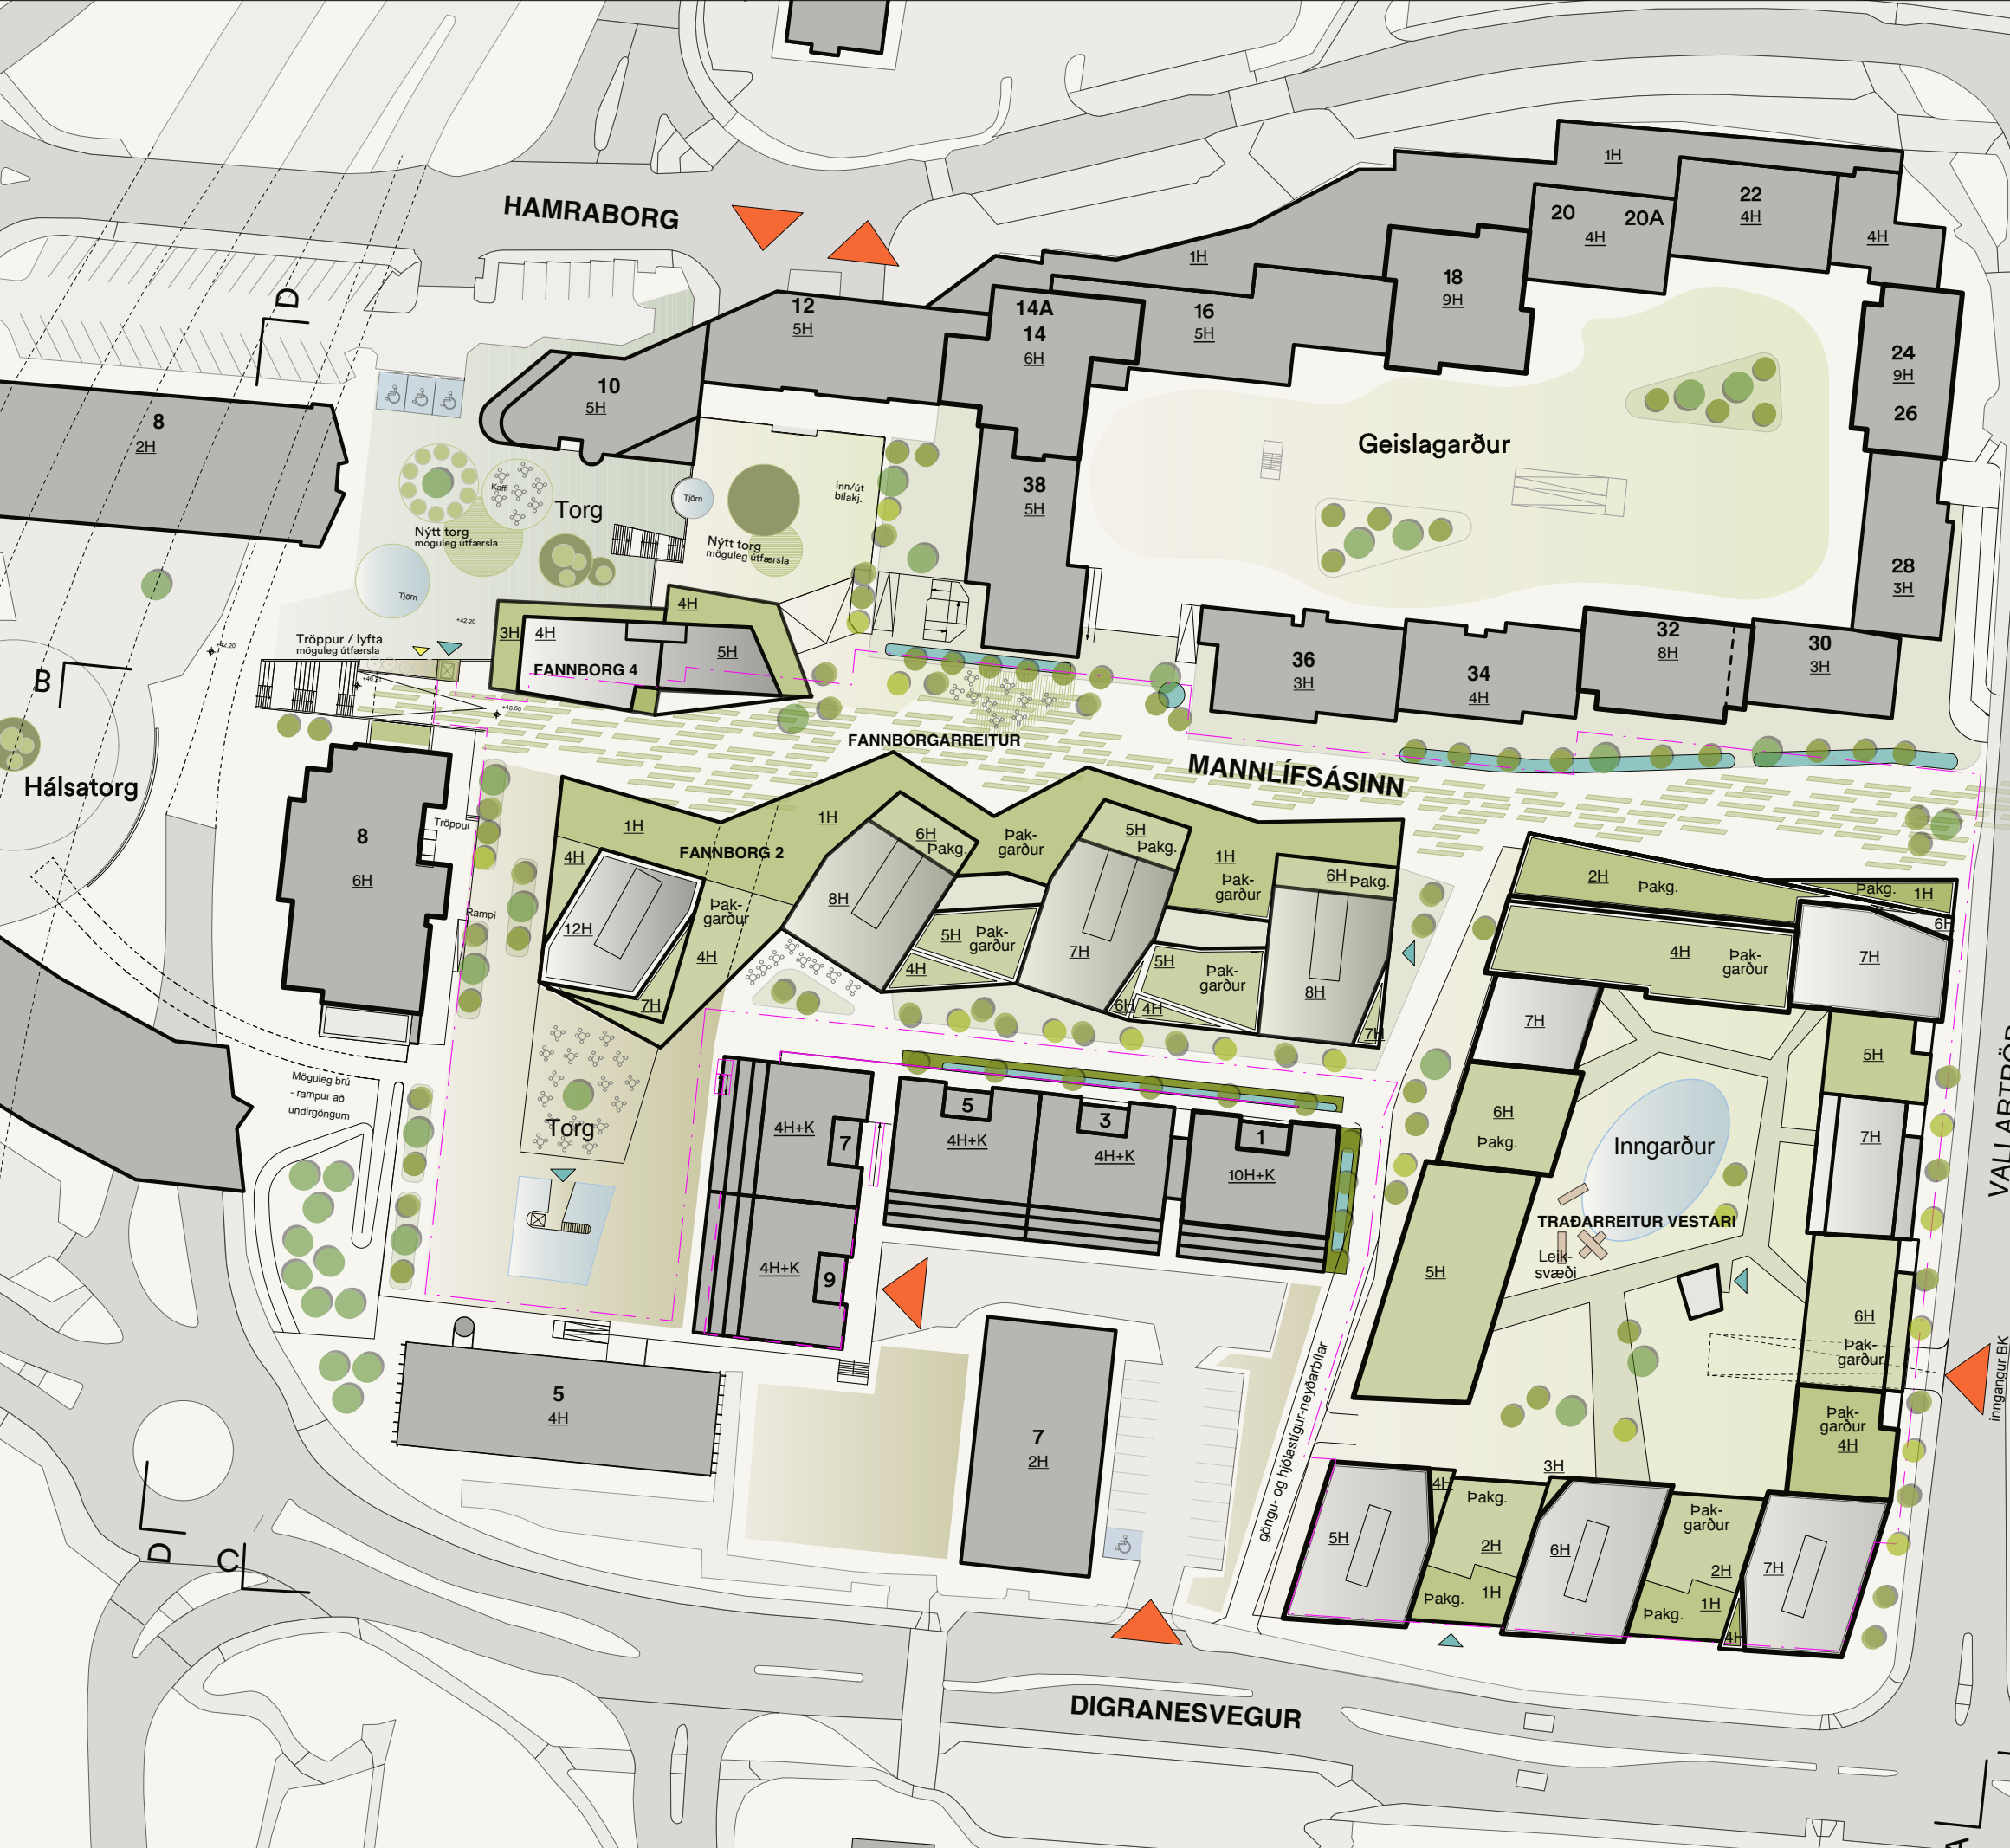 HAMRABORG
1H
22
4H
20
20A
4H
4H
D
1H
18
9H
12
5H
14A
14
6H
16
5H
24
9H
26
10
5H
8
2H
Geislagarður
38
5H
inn/út
bílakj.
Kaffi
Torg
Tjörn
Nýtt torg
möguleg útfærsla
Nýtt torg
möguleg útfærsla
28
3H
Tjörn
4H
+42.20
Tröppur / lyfta
möguleg útfærsla
3H
4H
5H
32
8H
30
3H
+42.20
FANNBORG 4
36
3H
34
4H
B
+46.60
FANNBORGARREITUR
MANNLÍFSÁSINN
Hálsatorg
8
6H
Tröppur
1H
1H
6H
Þakg.
Þak-
garður
5H
Þakg.
FANNBORG 2
4H
1H
Þak-
garður
6H
Þakg.
2H
Þakg.
Þakg.
1H
8H
Þak-
garður
Rampi
12H
5H
Þak-
garður
6H
4H
Þak-
garður
7H
4H
7H
4H
5H
Þak-
garður
8H
7H
6H
4H
7H
7H
5H
Möguleg brú
- rampur að
undirgöngum
Torg
4H+K
7
5
4H+K
3
4H+K
1
10H+K
6H
Þakg.
Inngarður
7H
TRAÐARREITUR VESTARI
Leik-
svæði
VALLARTRÖÐ
4H+K
9
5H
6H
Þak-
garður
inngangur BK
5
4H
7
2H
göngu- og hjólastígur-neyðarbílar
Þak-
garður
4H
3H
4H
Þakg.
Þak-
garður
5H
2H
6H
2H
7H
Þakg.
1H
Þakg.
1H
4H
D
C
DIGRANESVEGUR
A